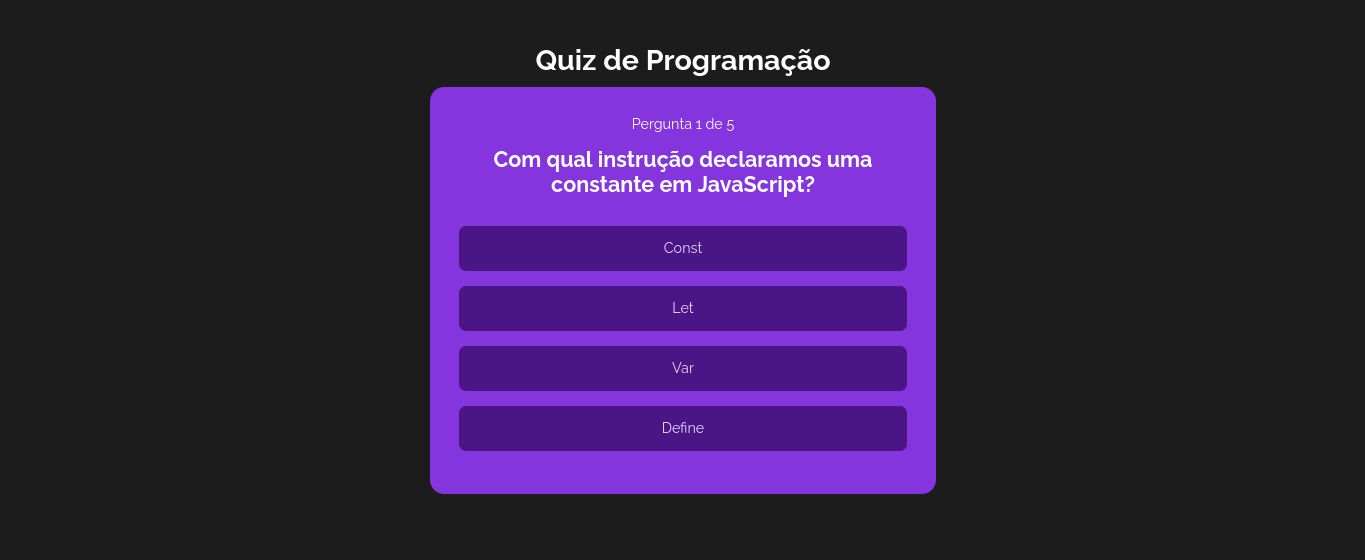 Quiz de Programação
Pergunta 1 de 5
Com qual instrução declaramos uma
constante em JavaScript?
Const
Let
Var
Define